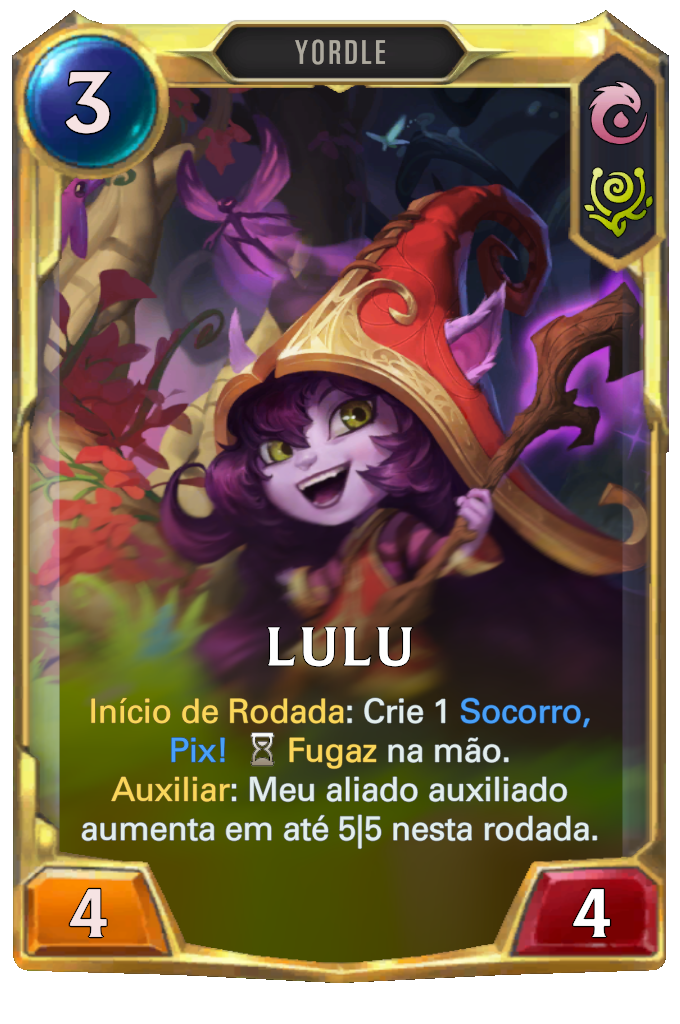 YORDLE
3
LULU
Início de Rodada: Crie 1 Socorro,
Pix! Fugaz na mão.
Auxiliar: Meu aliado auxiliado
aumenta em até 5|5 nesta rodada.
4
4